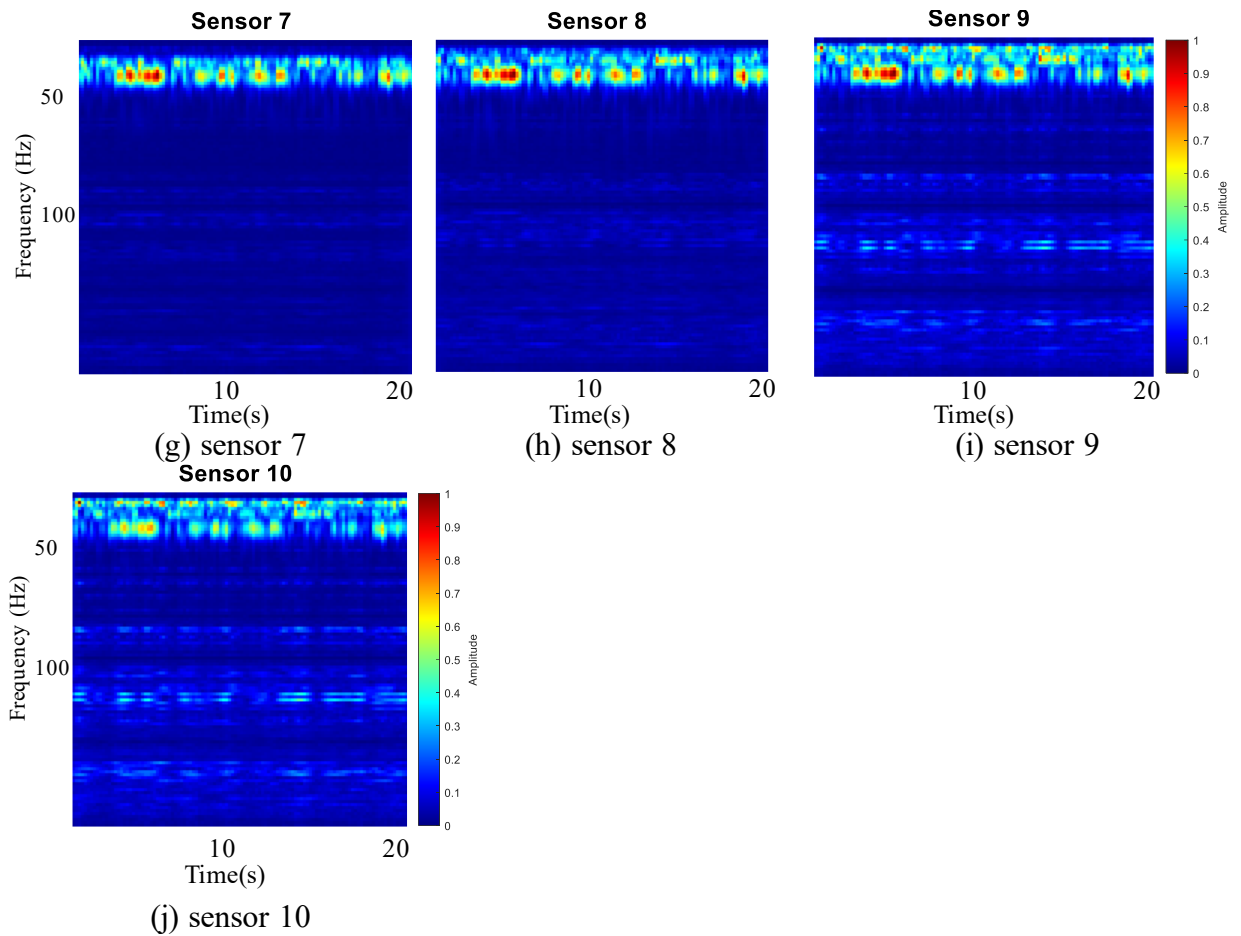 Sensor 7
Sensor 8
Sensor 9
50
100
Frequency (Hz)
10
20
Time(s)
10
20
Time(s)
10
20
Time(s)
1
0.9
0.8
0.7
0.6
0.5
0.4
0.3
0.2
0.1
0
Amplitude
(g) sensor 7
(h) sensor 8
(i) sensor 9
Sensor 10
50
100
Frequency (Hz)
10
20
Time(s)
1
0.9
0.8
0.7
0.6
0.5
0.4
0.3
0.2
0.1
0
Amplitude
(j) sensor 10